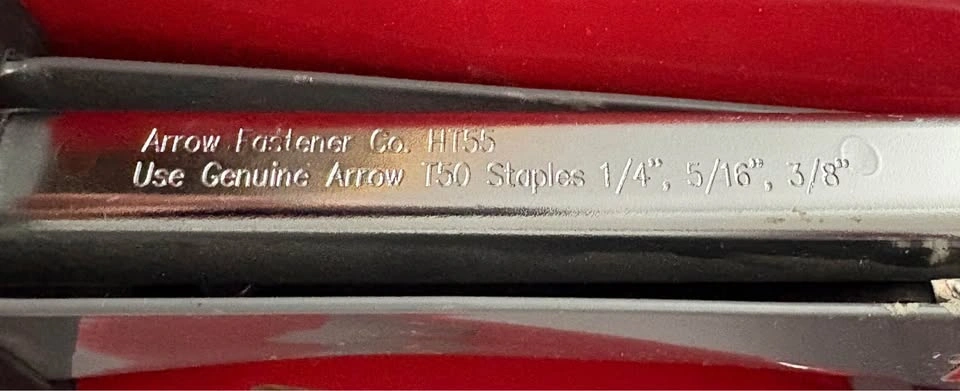 Arrow Fastener Co. HT55
Use Genuine Arrow T50 Staples 1/4", 5/16", 3/8"